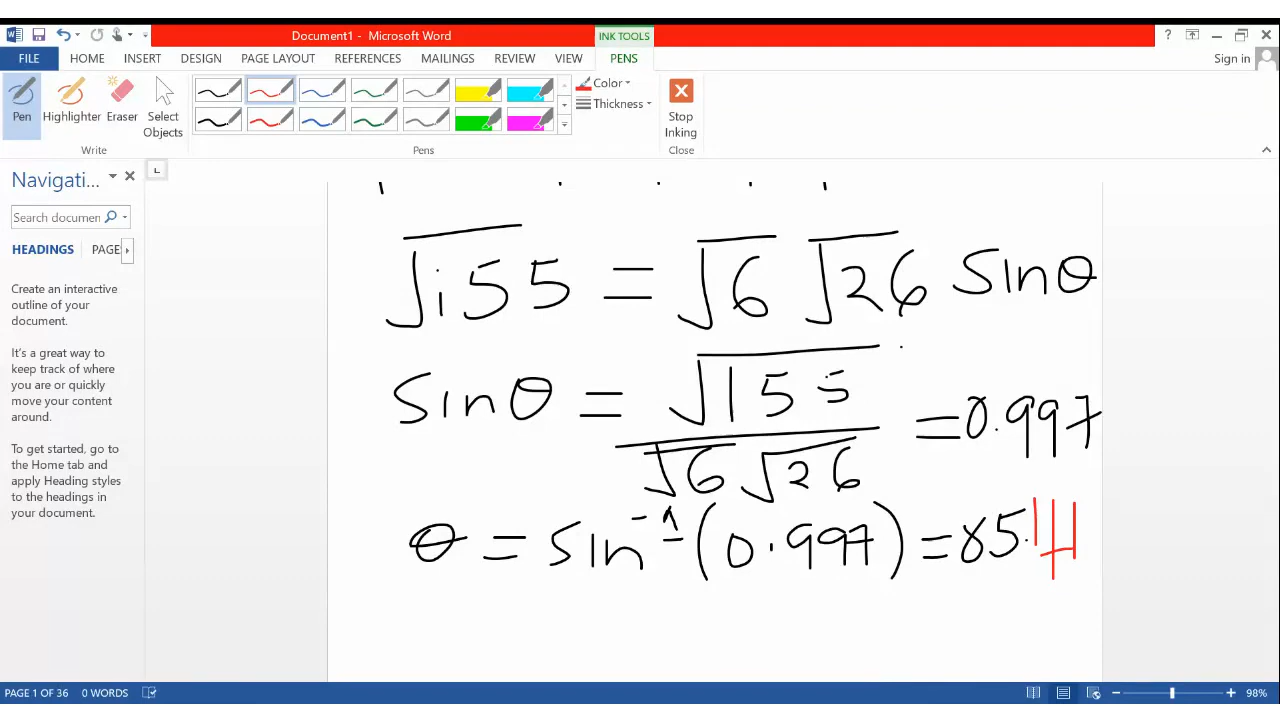 Document1 - Microsoft Word
INK TOOLS
?
FILE HOME INSERT DESIGN PAGE LAYOUT REFERENCES MAILINGS REVIEW VIEW PENS
Sign in
Pen Highlighter Eraser Select Objects
Color
Thickness
Stop Inking
Write Pens Close
Navigati...
Search documen
HEADINGS PAGE
Create an interactive
outline of your
document.
It's a great way to
keep track of where
you are or quickly
move your content
around.
To get started, go to
the Home tab and
apply Heading styles
to the headings in
your document.
√155 = √6 √26 Sinθ
Sinθ = √155 / √6 √26 = 0.997
θ = Sin⁻¹ (0.997) = 85.
PAGE 1 OF 36 0 WORDS
98%